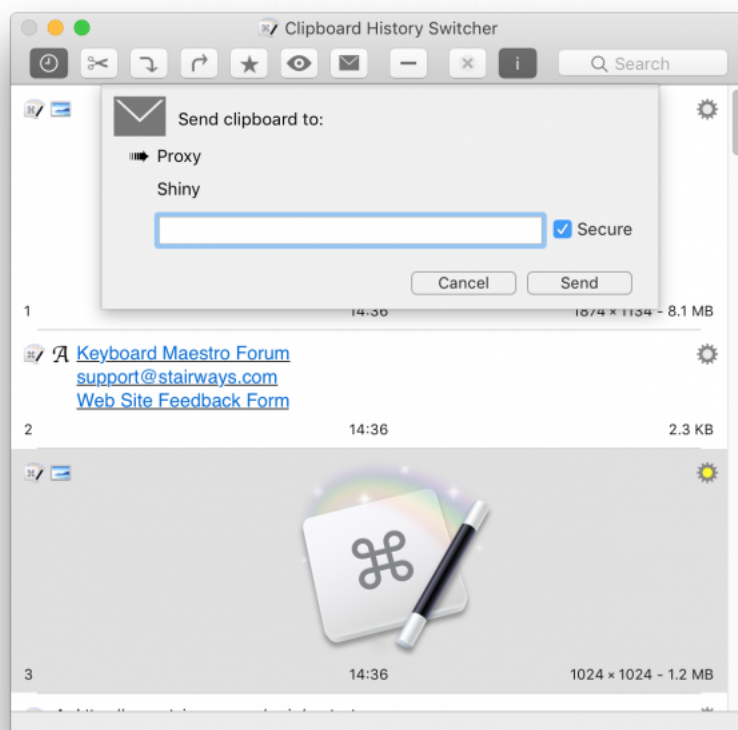 Clipboard History Switcher
Search
Send clipboard to:
Proxy
Shiny
Secure
Cancel
Send
1
14:36
1874 × 1134 - 8.1 MB
Keyboard Maestro Forum
support@stairways.com
Web Site Feedback Form
2
14:36
2.3 KB
3
14:36
1024 × 1024 - 1.2 MB